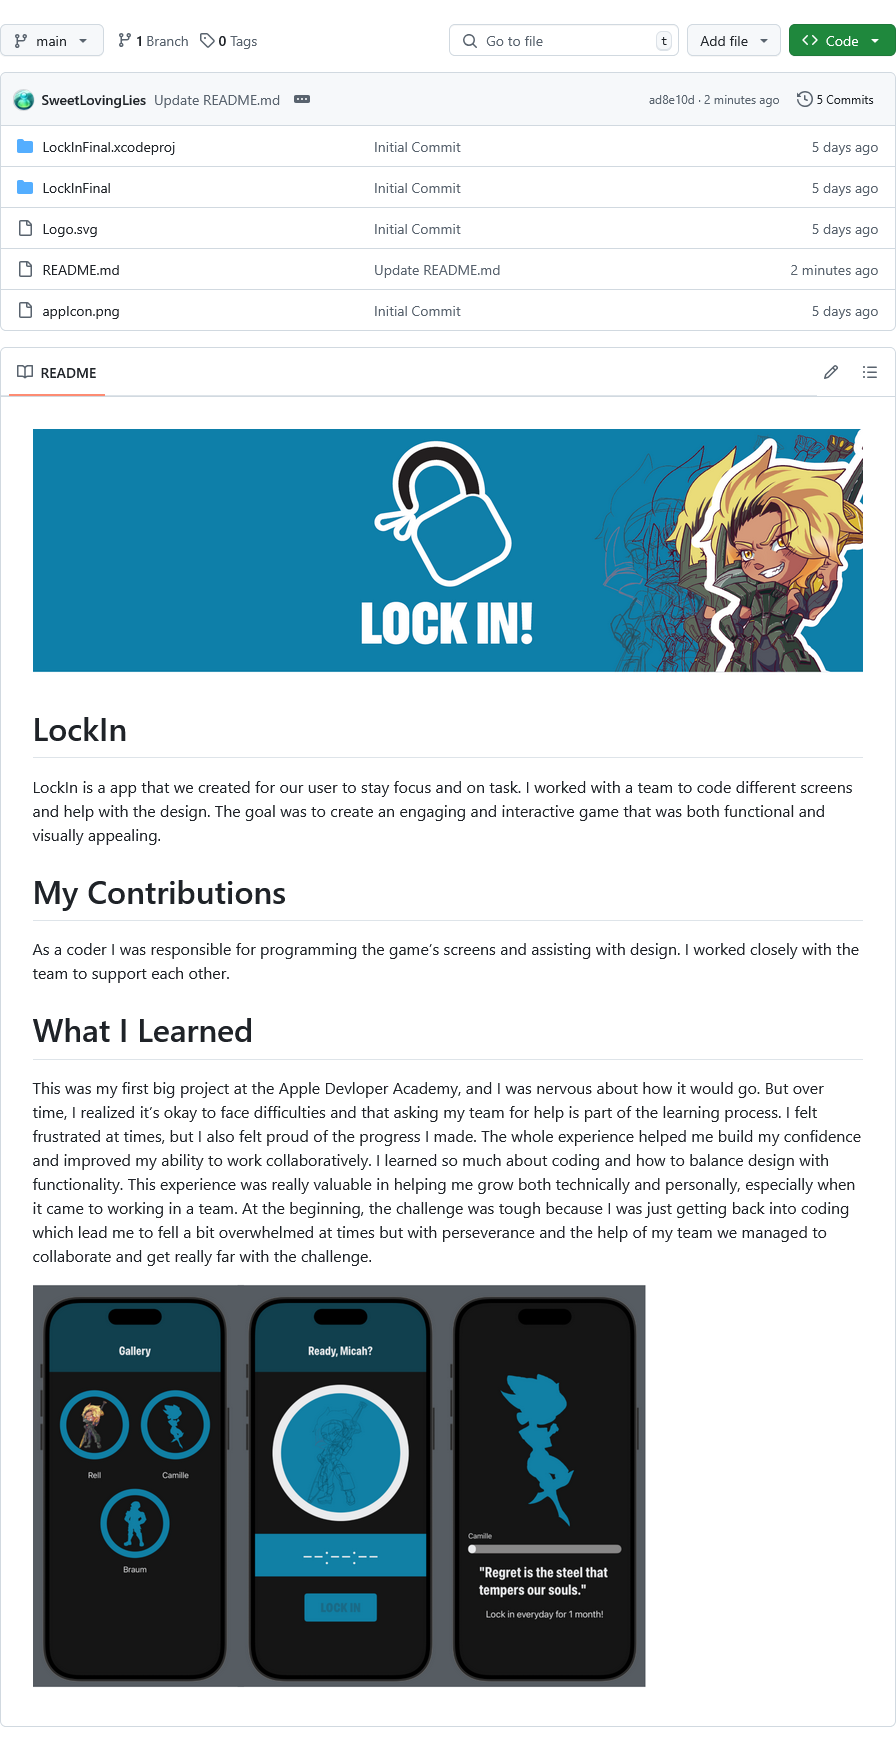 main 1 Branch 0 Tags Go to file t Add file Code
SweetLovingLies Update README.md ad8e10d · 2 minutes ago 5 Commits
LockInFinal.xcodeproj Initial Commit 5 days ago
LockInFinal Initial Commit 5 days ago
Logo.svg Initial Commit 5 days ago
README.md Update README.md 2 minutes ago
appIcon.png Initial Commit 5 days ago
README
LOCK IN!
LockIn
LockIn is a app that we created for our user to stay focus and on task. I worked with a team to code different screens
and help with the design. The goal was to create an engaging and interactive game that was both functional and
visually appealing.
My Contributions
As a coder I was responsible for programming the game’s screens and assisting with design. I worked closely with the
team to support each other.
What I Learned
This was my first big project at the Apple Devloper Academy, and I was nervous about how it would go. But over
time, I realized it’s okay to face difficulties and that asking my team for help is part of the learning process. I felt
frustrated at times, but I also felt proud of the progress I made. The whole experience helped me build my confidence
and improved my ability to work collaboratively. I learned so much about coding and how to balance design with
functionality. This experience was really valuable in helping me grow both technically and personally, especially when
it came to working in a team. At the beginning, the challenge was tough because I was just getting back into coding
which lead me to fell a bit overwhelmed at times but with perseverance and the help of my team we managed to
collaborate and get really far with the challenge.
Gallery
Rell Camille
Braum
Ready, Micah?
--:--:--
LOCK IN
Camille
"Regret is the steel that
tempers our souls."
Lock in everyday for 1 month!